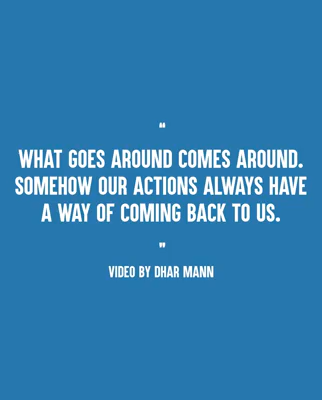 "
WHAT GOES AROUND COMES AROUND.
SOMEHOW OUR ACTIONS ALWAYS HAVE
A WAY OF COMING BACK TO US.
"
VIDEO BY DHAR MANN